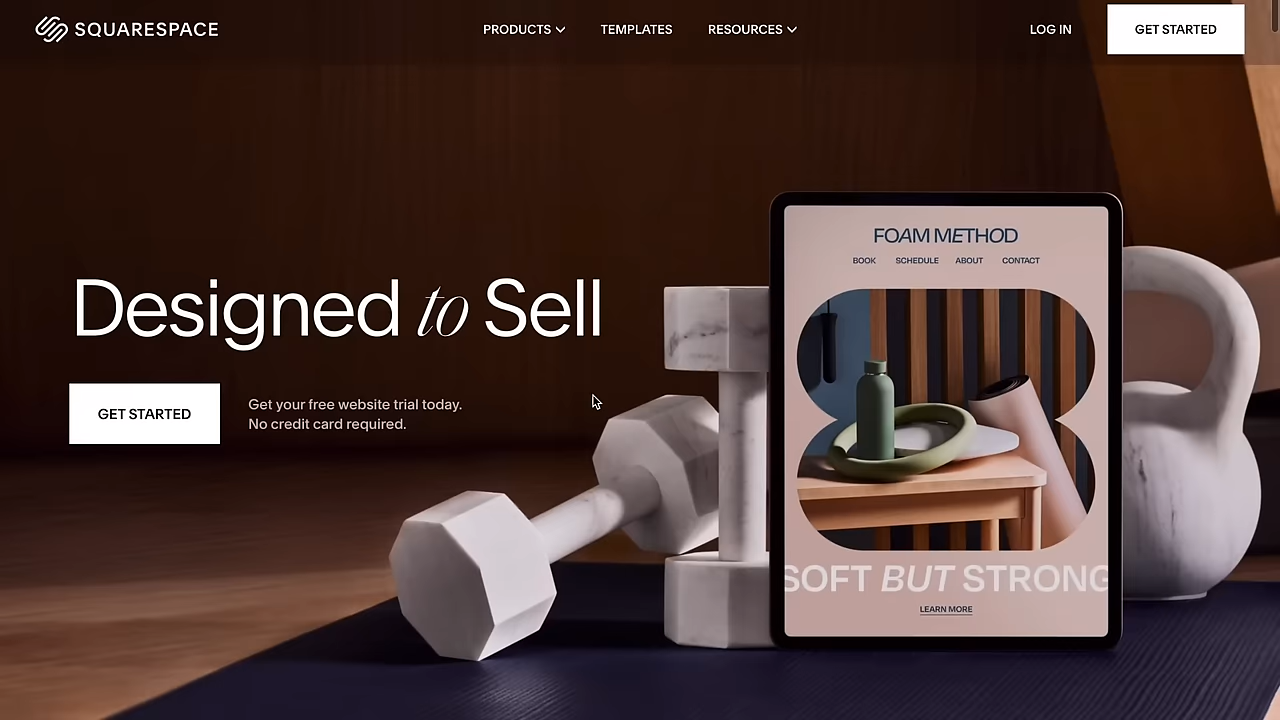 SQUARESPACE
PRODUCTS
TEMPLATES
RESOURCES
LOG IN
GET STARTED
Designed to Sell
GET STARTED
Get your free website trial today.
No credit card required.
FOAM METHOD
BOOK SCHEDULE ABOUT CONTACT
SOFT BUT STRONG
LEARN MORE